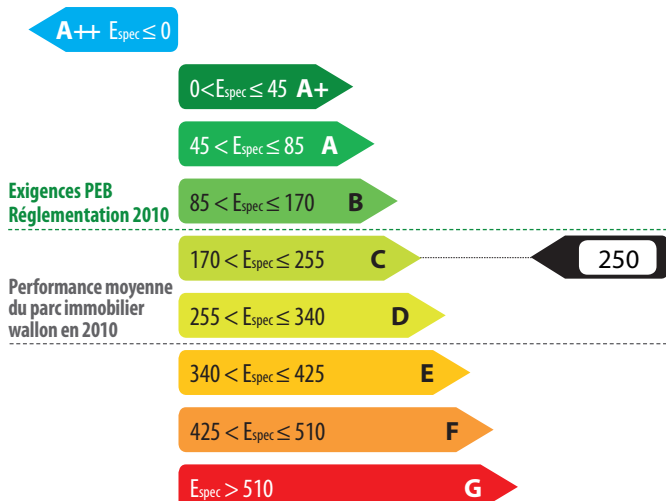 A++ Espec ≤ 0
0<Espec ≤ 45 A+
45 < Espec ≤ 85 A
Exigences PEB
Réglementation 2010
85 < Espec ≤ 170 B
170 < Espec ≤ 255 C
250
Performance moyenne
du parc immobilier
wallon en 2010
255 < Espec ≤ 340 D
340 < Espec ≤ 425 E
425 < Espec ≤ 510 F
Espec > 510 G